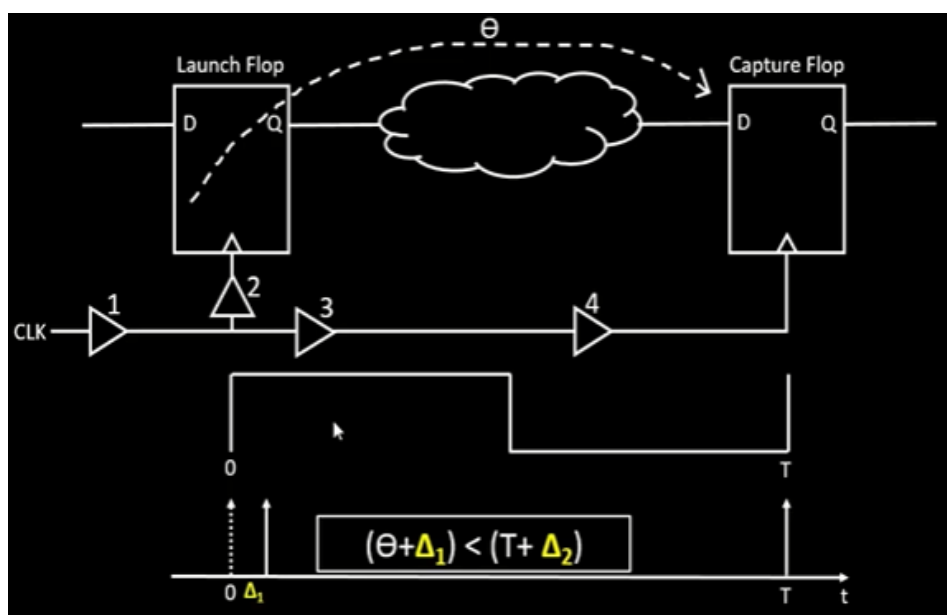 Θ
Launch Flop
Capture Flop
D
Q
D
Q
1
2
3
4
CLK
0
T
(Θ+Δ₁) < (T+ Δ₂)
0
Δ₁
T
t